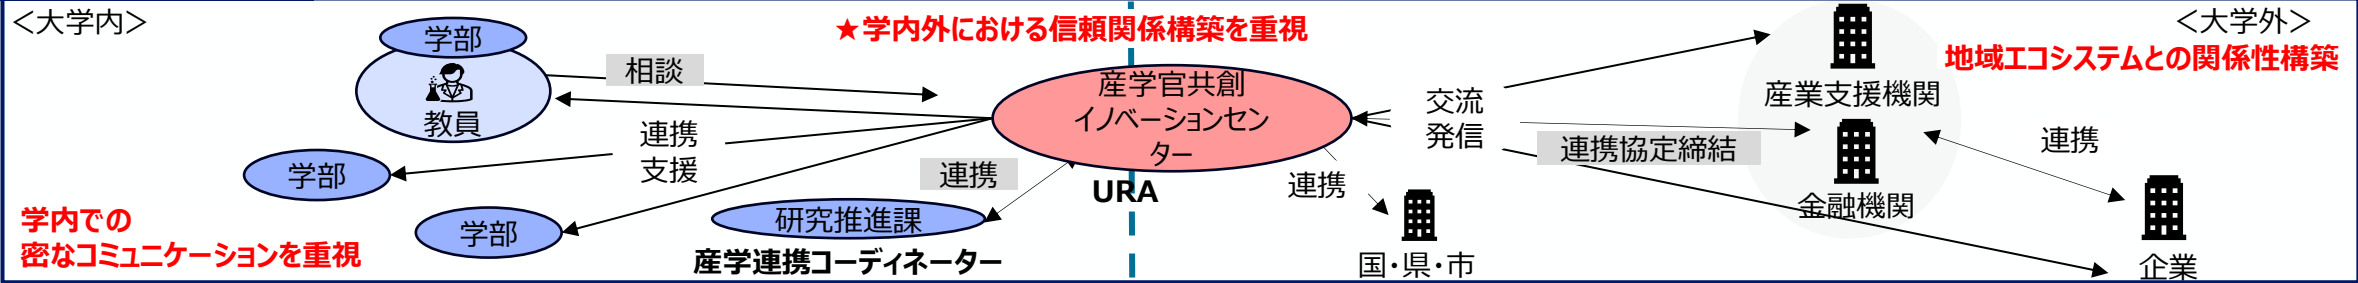 ＜大学内＞
★学内外における信頼関係構築を重視
＜大学外＞
地域エコシステムとの関係性構築
学部
教員
相談
連携
支援
学部
学部
学内での
密なコミュニケーションを重視
産学官共創
イノベーションセン
ター
URA
連携
研究推進課
産学連携コーディネーター
連携
国・県・市
交流
発信
連携協定締結
産業支援機関
金融機関
連携
企業